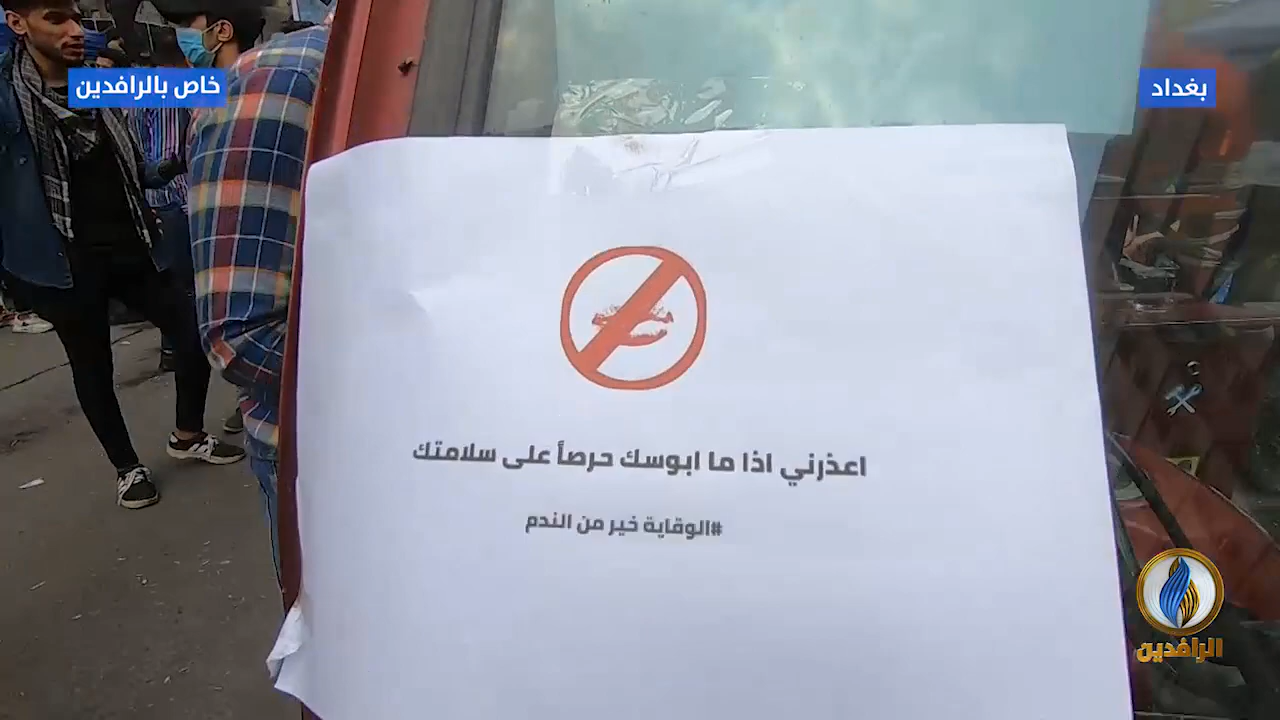 خاص بالرافدين
بغداد
اعذرني اذا ما ابوسك حرصاً على سلامتك
#الوقاية خير من الندم
الرافدين